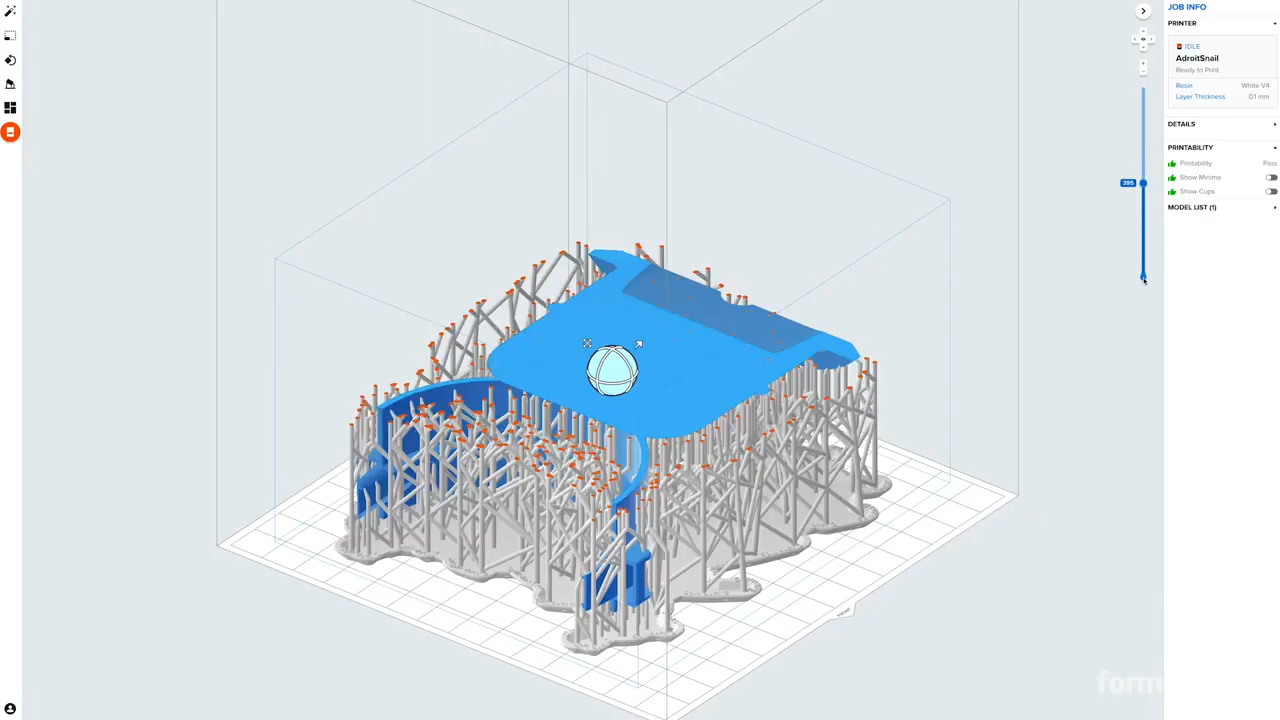 JOB INFO
PRINTER
IDLE
AdroitSnail
Ready to Print
Resin White V4
Layer Thickness 0.1 mm
DETAILS
PRINTABILITY
Printability Pass
Show Minima
Show Cups
MODEL LIST (1)
395
form